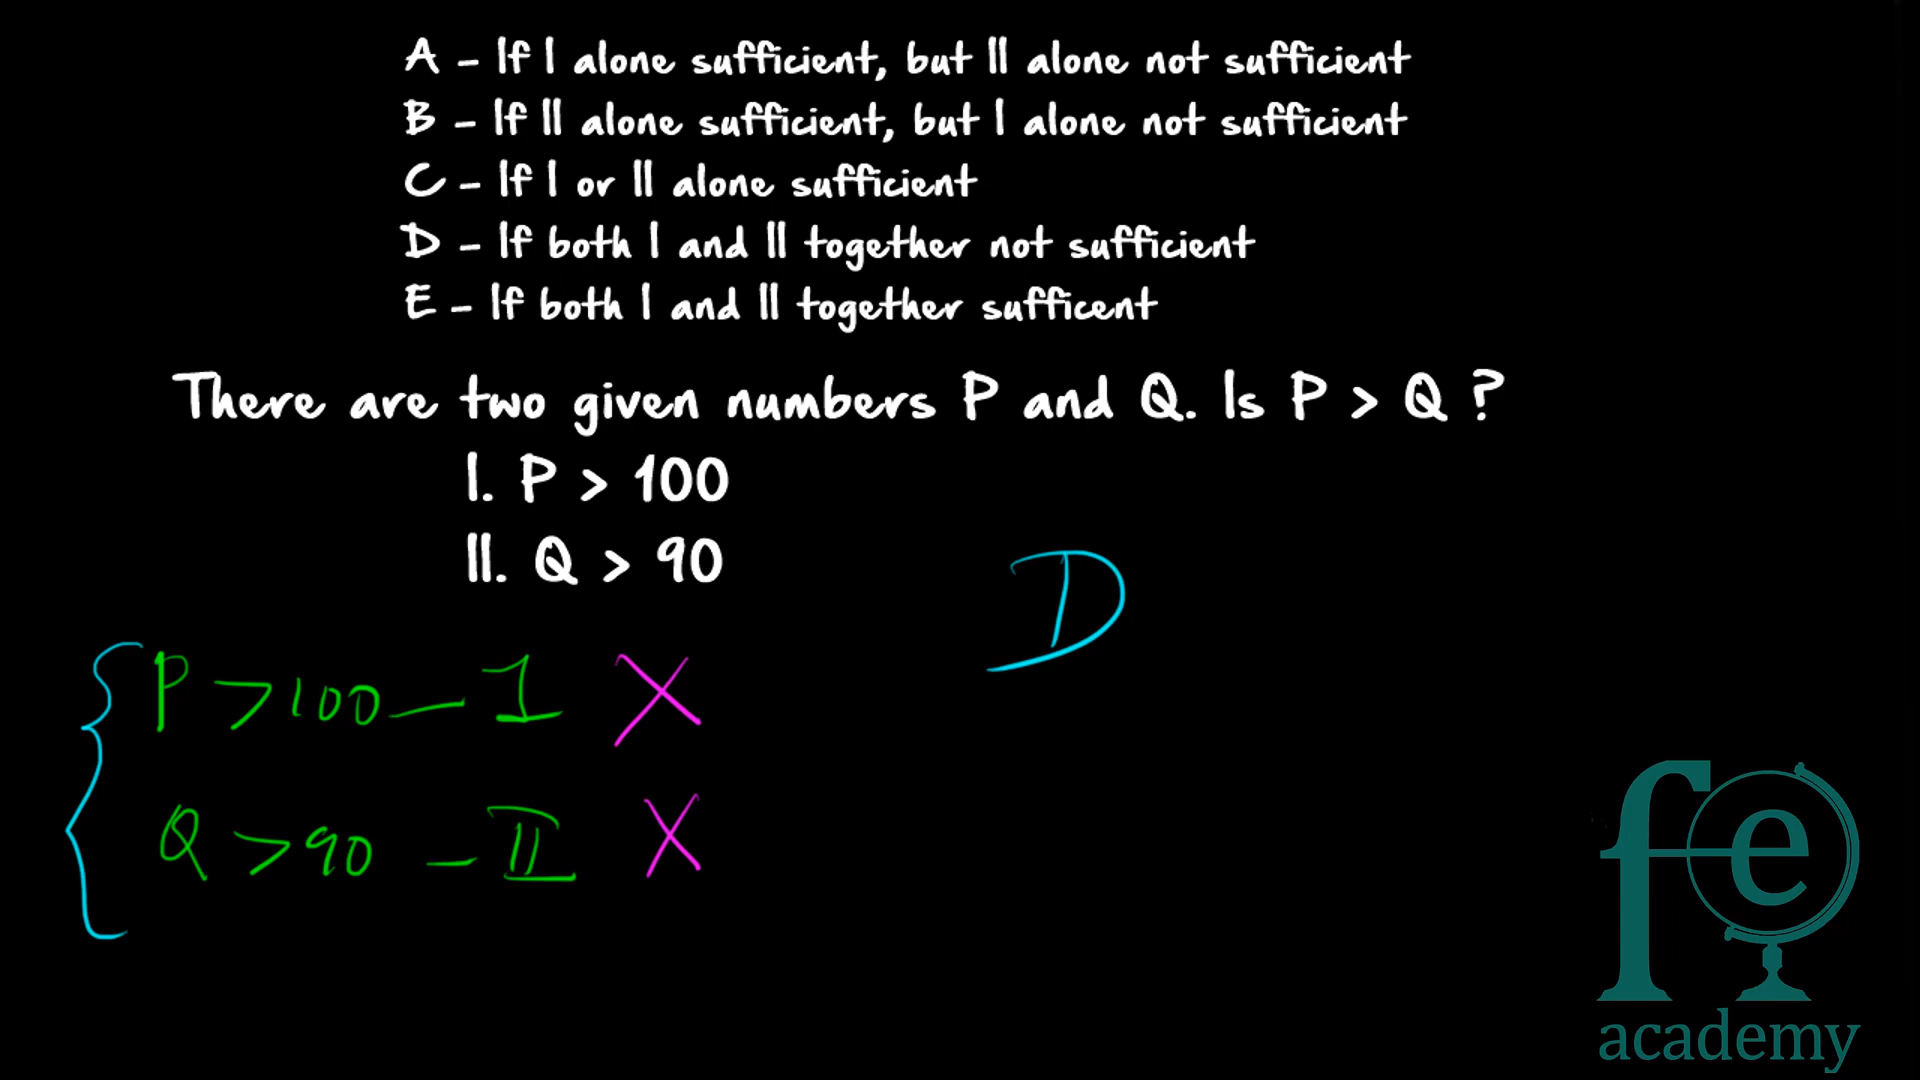 A - If I alone sufficient, but II alone not sufficient
B - If II alone sufficient, but I alone not sufficient
C - If I or II alone sufficient
D - If both I and II together not sufficient
E - If both I and II together sufficent
There are two given numbers P and Q. Is P > Q ?
I. P > 100
II. Q > 90
D
P > 100 - I X
Q > 90 - II X
fe
academy